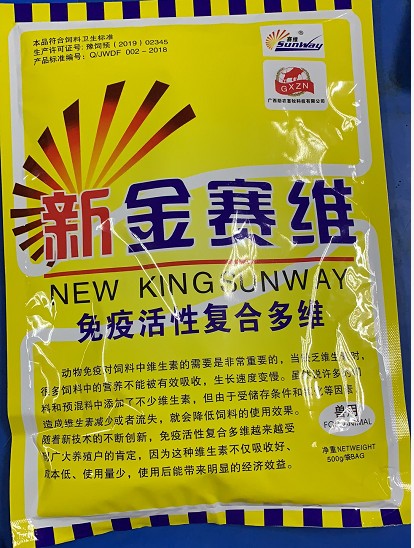 本品符合饲料卫生标准
生产许可证号：豫饲预（2019）02345
产品标准编号：Q/JWDF 002－2018
赛维
SUNWAY
GXZN
新金赛维
NEW KING SUNWAY
免疫活性复合多维
动物免疫对饲料中维生素的需要是非常重要的，当缺乏维生素时，
很多饲料中的营养不能被有效吸收，生长速度变慢。虽然说许多
料和预混料中添加了不少维生素，但由于受储存条件和 化等因素
造成维生素减少或者流失，就会降低饲料的使用效果。
随着新技术的不断创新，免疫活性复合多维越来越受
广大养殖户的肯定，因为这种维生素不仅吸收好、
本低、使用量少，使用后能带来明显的经济效益。
兽用
FOR ANIMAL
净重NETWEIGHT
500g/袋BAG